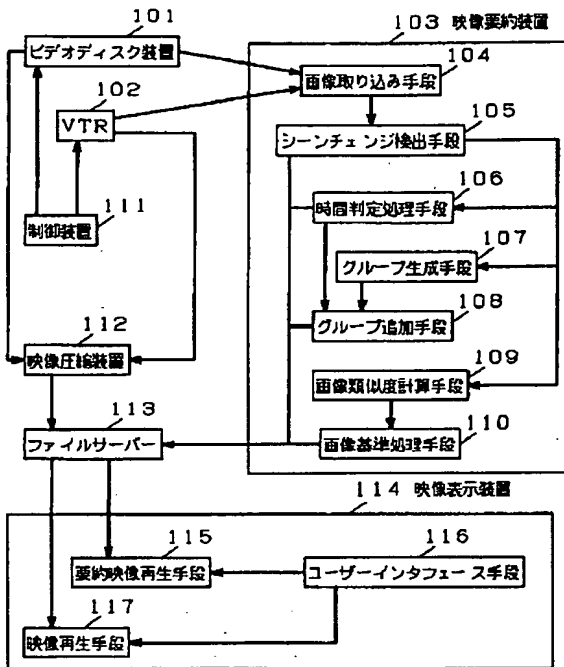 101
ビデオディスク装置
102
VTR
111
制御装置
112
映像圧縮装置
113
ファイルサーバー
103 映像要約装置
104
画像取り込み手段
105
シーンチェンジ検出手段
106
時間判定処理手段
107
グループ生成手段
108
グループ追加手段
109
画像類似度計算手段
110
画像基準処理手段
114 映像表示装置
115
要約映像再生手段
116
ユーザーインタフェース手段
117
映像再生手段